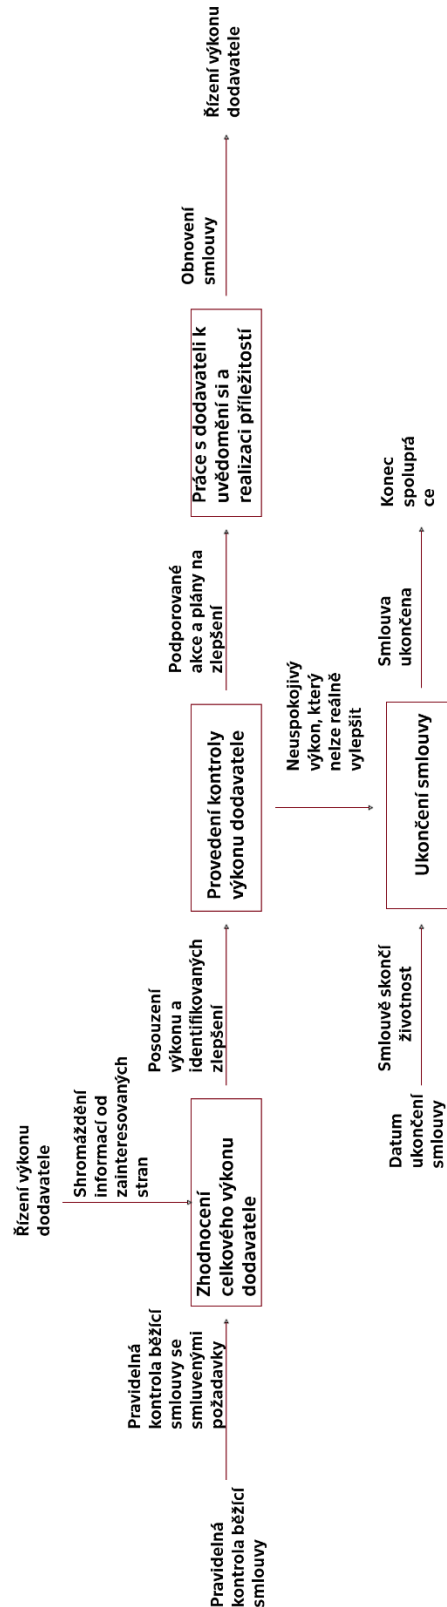 Pravidelná
kontrola běžící
smlouvy
Pravidelná
kontrola běžící
smlouvy se
smluvenými
požadavky
Řízení výkonu
dodavatele
Shromáždění
informací od
zainteresovaných
stran
Zhodnocení
celkového výkonu
dodavatele
Posouzení
výkonu a
identifikovaných
zlepšení
Provedení kontroly
výkonu dodavatele
Podporované
akce a plány na
zlepšení
Práce s dodavateli k
uvědomění si a
realizaci příležitostí
Obnovení
smlouvy
Řízení výkonu
dodavatele
Neuspokojivý
výkon, který
nelze reálně
vylepšit
Datum
ukončení
smlouvy
Smlouvě skončí
životnost
Ukončení smlouvy
Smlouva
ukončena
Konec
spoluprá
ce